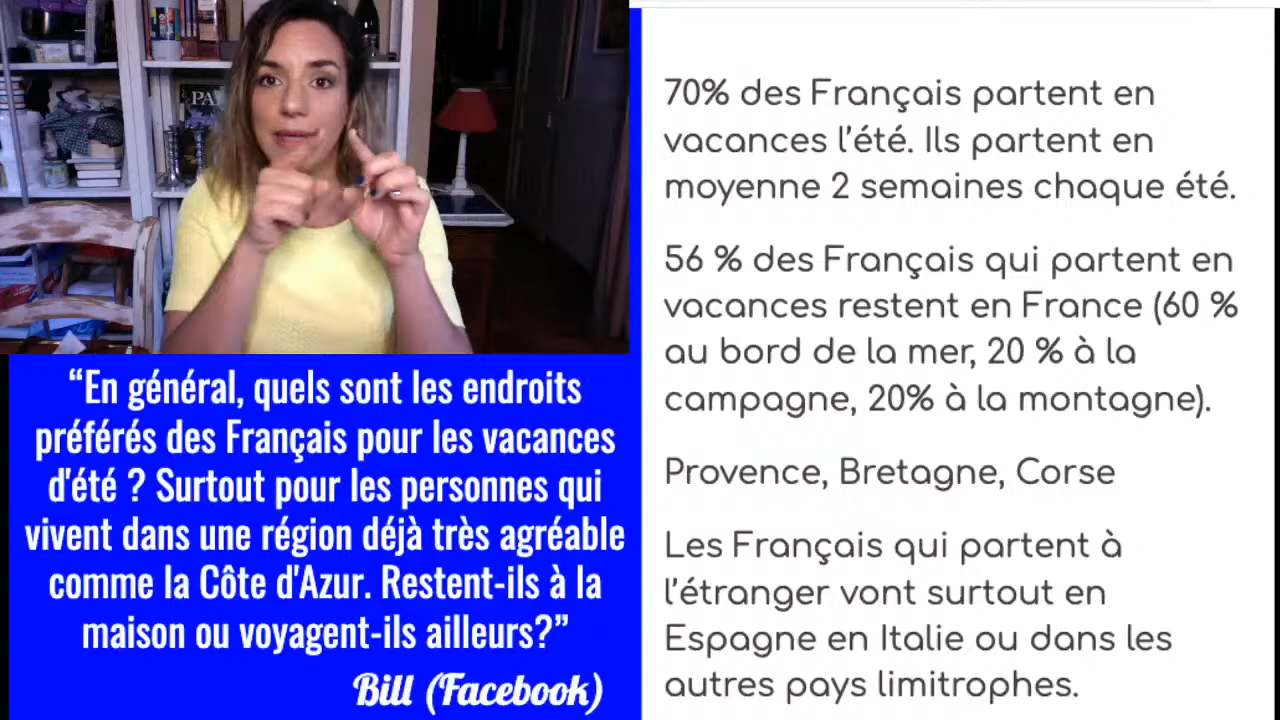 PA
“En général, quels sont les endroits
préférés des Français pour les vacances
d'été ? Surtout pour les personnes qui
vivent dans une région déjà très agréable
comme la Côte d'Azur. Restent-ils à la
maison ou voyagent-ils ailleurs?”
Bill (Facebook)
70% des Français partent en
vacances l’été. Ils partent en
moyenne 2 semaines chaque été.
56 % des Français qui partent en
vacances restent en France (60 %
au bord de la mer, 20 % à la
campagne, 20% à la montagne).
Provence, Bretagne, Corse
Les Français qui partent à
l’étranger vont surtout en
Espagne en Italie ou dans les
autres pays limitrophes.